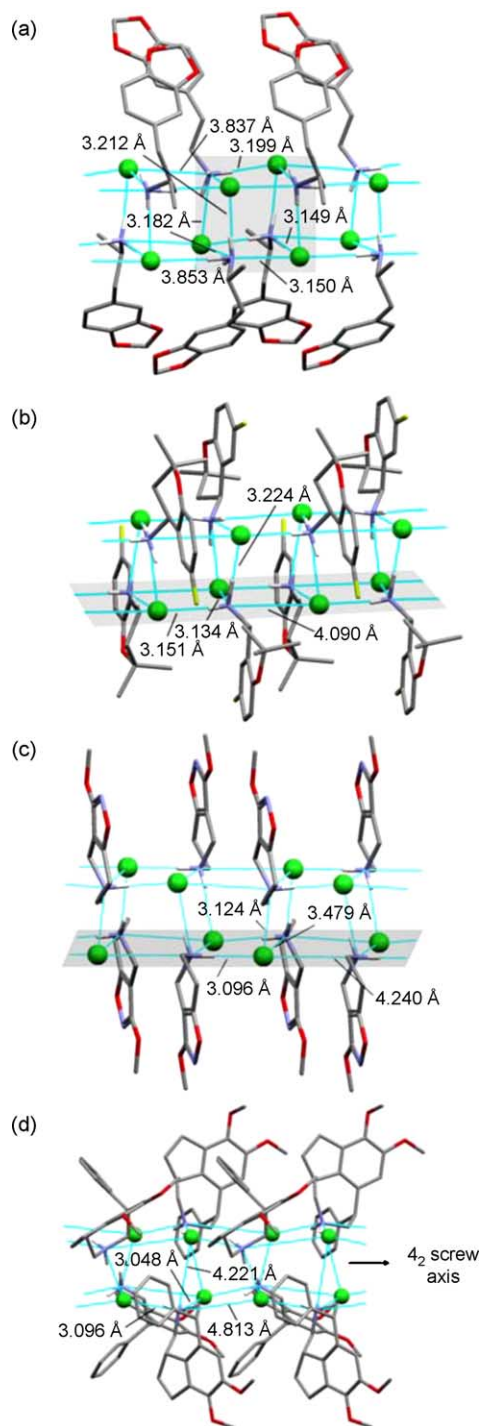 (a)
3.837 Å
3.212 Å
3.199 Å
3.182 Å
3.149 Å
3.853 Å
3.150 Å
(b)
3.224 Å
3.134 Å
3.151 Å
4.090 Å
(c)
3.124 Å
3.479 Å
3.096 Å
4.240 Å
(d)
3.048 Å
4.221 Å
4₂ screw
axis
3.096 Å
4.813 Å